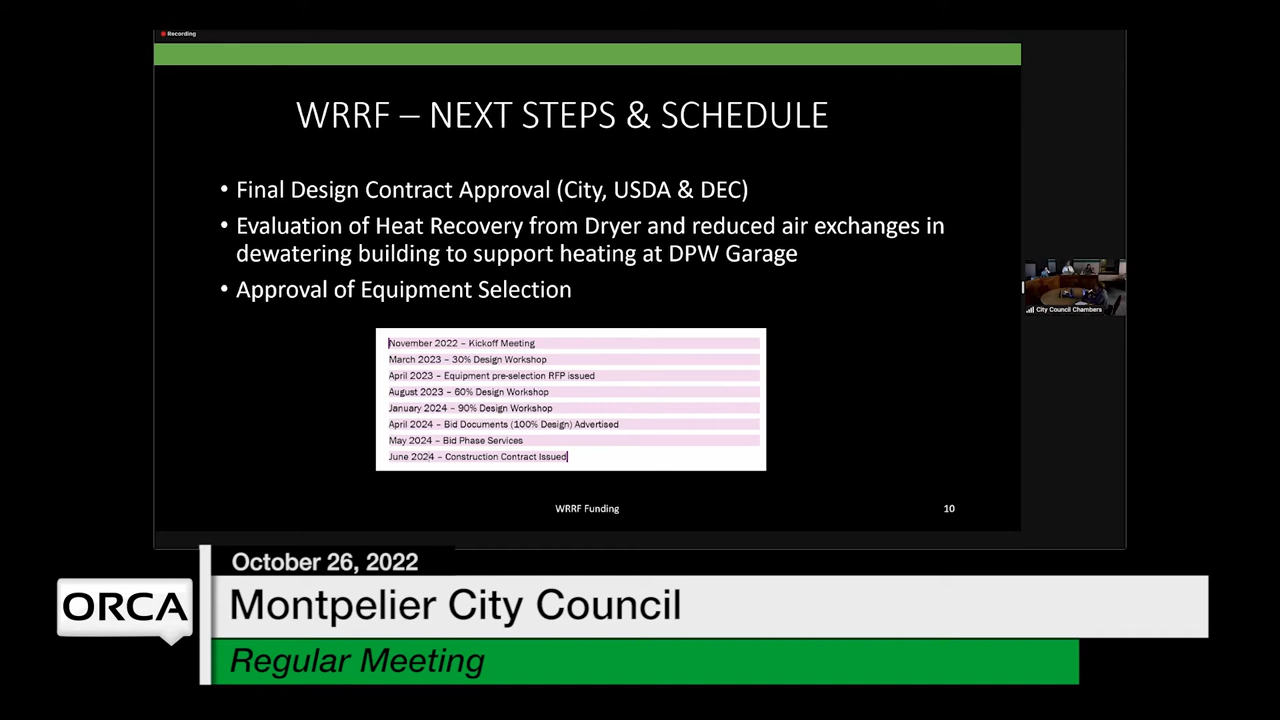 Recording
WRRF – NEXT STEPS & SCHEDULE
• Final Design Contract Approval (City, USDA & DEC)
• Evaluation of Heat Recovery from Dryer and reduced air exchanges in
dewatering building to support heating at DPW Garage
• Approval of Equipment Selection
November 2022 – Kickoff Meeting
March 2023 – 30% Design Workshop
April 2023 – Equipment pre-selection RFP issued
August 2023 – 60% Design Workshop
January 2024 – 90% Design Workshop
April 2024 – Bid Documents (100% Design) Advertised
May 2024 – Bid Phase Services
June 2024 – Construction Contract Issued
WRRF Funding
10
City Council Chambers
October 26, 2022
ORCA
Montpelier City Council
Regular Meeting